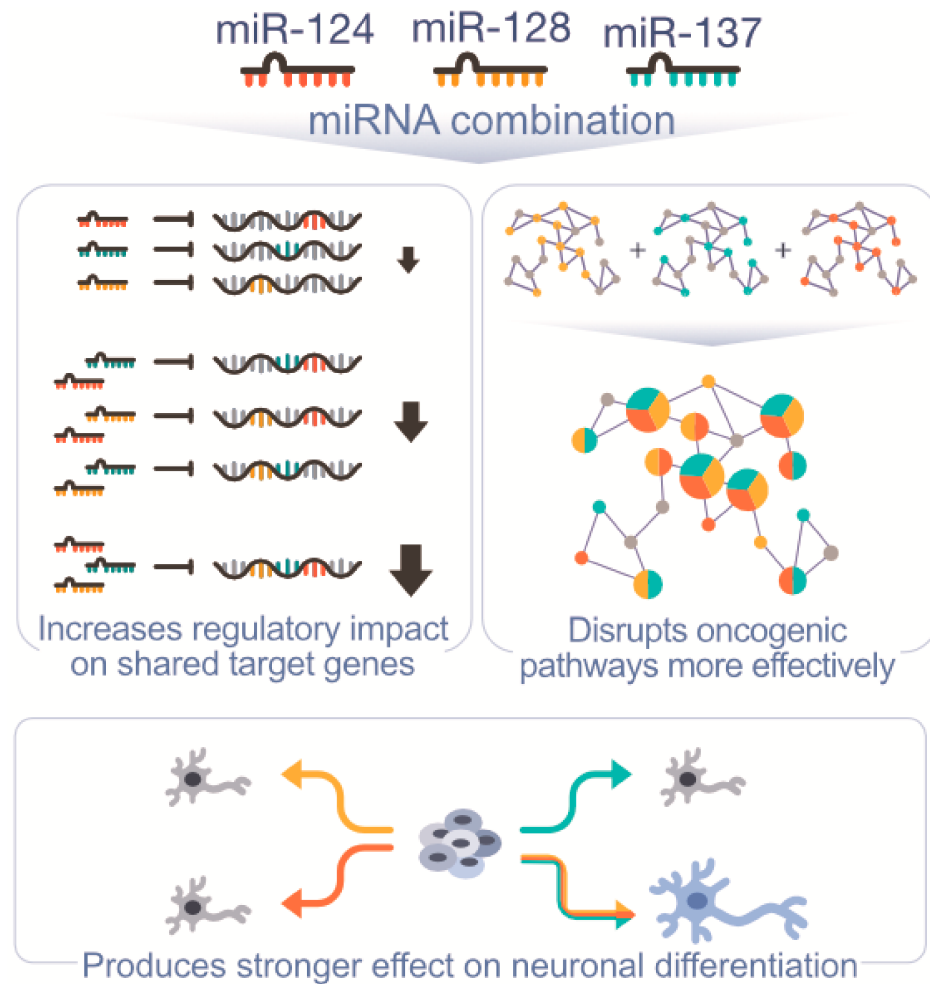 miR-124 miR-128 miR-137
miRNA combination
+ +
Increases regulatory impact
on shared target genes
Disrupts oncogenic
pathways more effectively
Produces stronger effect on neuronal differentiation